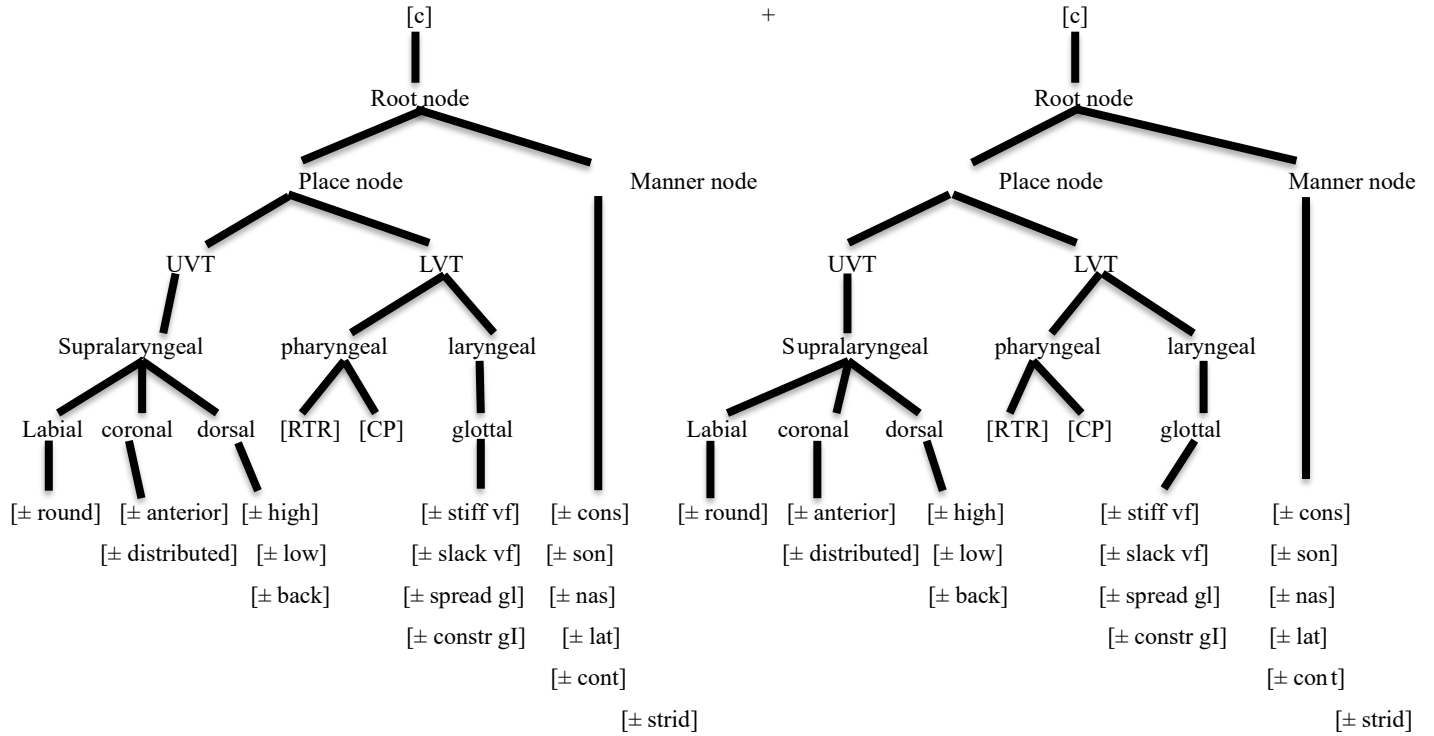 [c] + [c]
Root node Root node
Place node Manner node Place node Manner node
UVT LVT UVT LVT
Supralaryngeal pharyngeal laryngeal Supralaryngeal pharyngeal laryngeal
Labial coronal dorsal [RTR] [CP] glottal Labial coronal dorsal [RTR] [CP] glottal
[± round] [± anterior] [± high] [± stiff vf] [± cons] [± round] [± anterior] [± high] [± stiff vf] [± cons]
[± distributed] [± low] [± slack vf] [± son] [± distributed] [± low] [± slack vf] [± son]
[± back] [± spread gl] [± nas] [± back] [± spread gl] [± nas]
[± constr gI] [± lat] [± constr gI] [± lat]
[± cont] [± cont]
[± strid] [± strid]